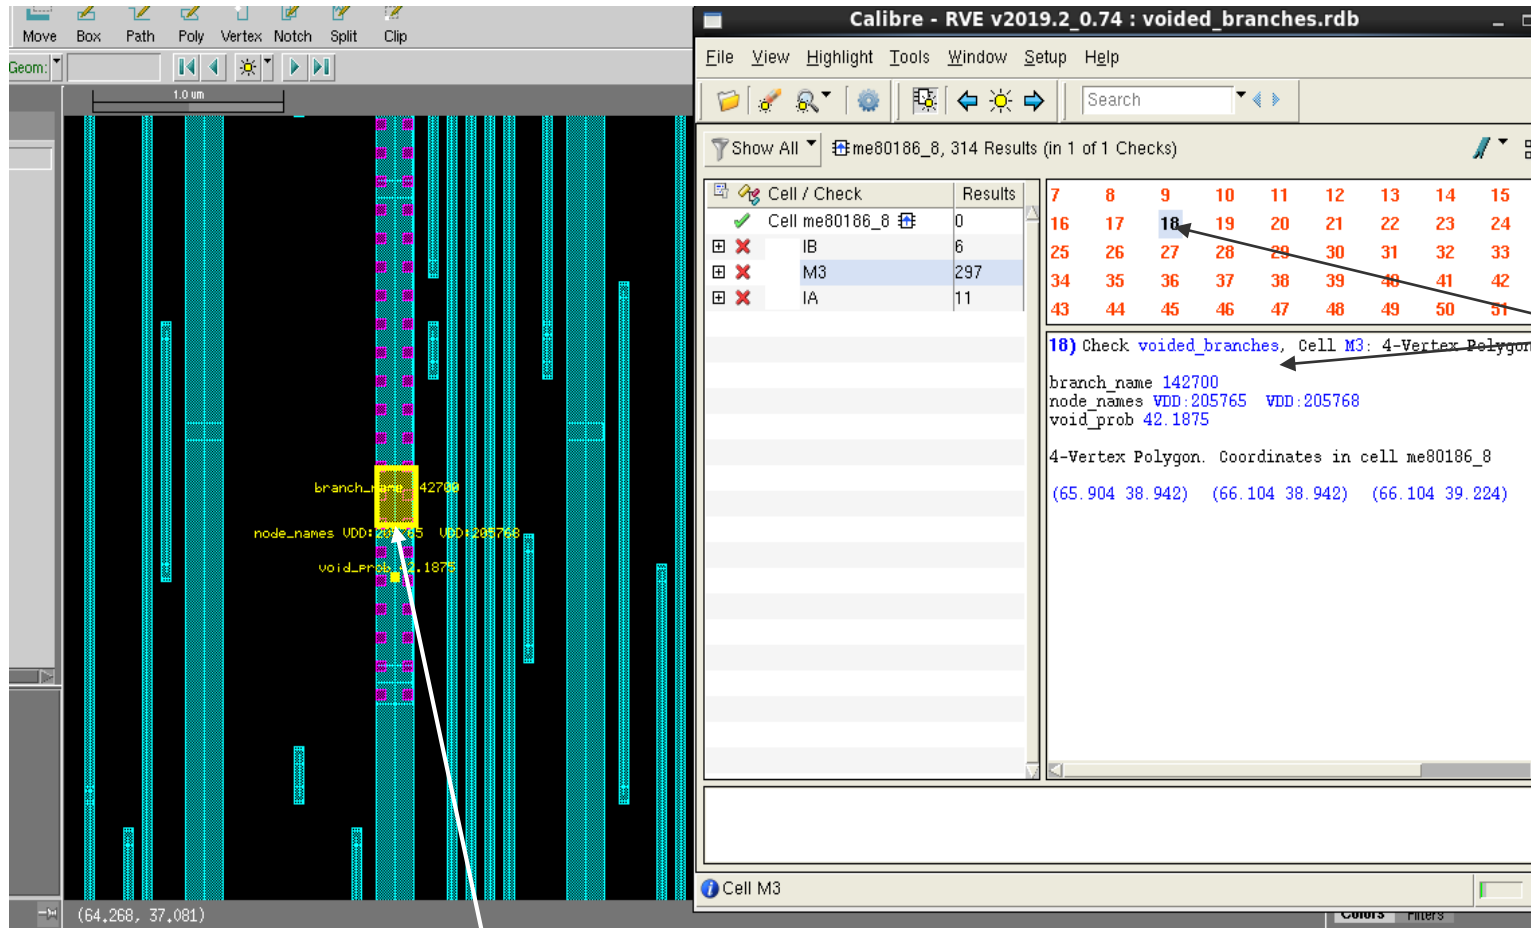 Move Box Path Poly Vertex Notch Split Clip
Geom:
1.0 um
branch_name 142700
node_names VDD:205765 VDD:205768
void_prob 42.1875
(64.268, 37.081)
Calibre - RVE v2019.2_0.74 : voided_branches.rdb
File View Highlight Tools Window Setup Help
Search
Show All me80186_8, 314 Results (in 1 of 1 Checks)
Cell / Check Results
Cell me80186_8 0
IB 6
M3 297
IA 11
7 8 9 10 11 12 13 14 15
16 17 18 19 20 21 22 23 24
25 26 27 28 29 30 31 32 33
34 35 36 37 38 39 40 41 42
43 44 45 46 47 48 49 50 51
18) Check voided_branches, Cell M3: 4-Vertex Polygon
branch_name 142700
node_names VDD:205765 VDD:205768
void_prob 42.1875
4-Vertex Polygon. Coordinates in cell me80186_8
(65.904 38.942) (66.104 38.942) (66.104 39.224)
Cell M3
Colors Filters